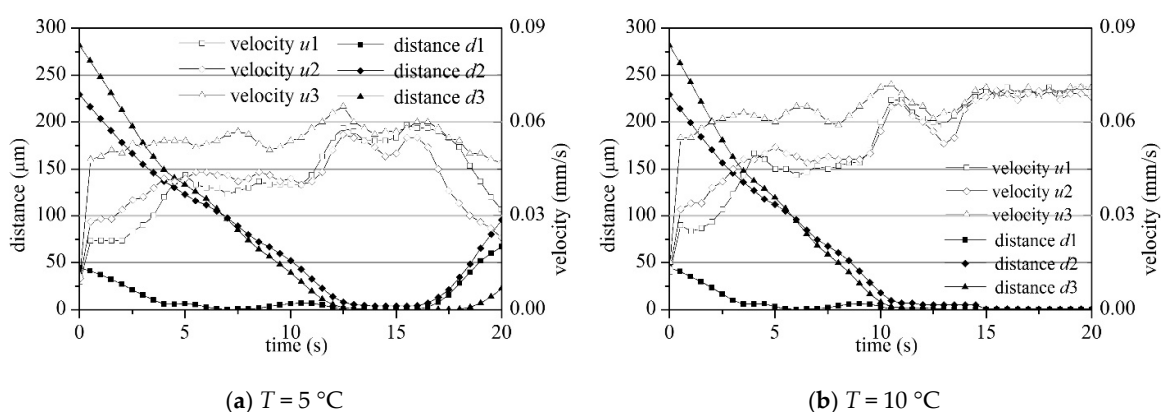 300
250
200
150
100
50
0
distance (μm)
velocity u1
velocity u2
velocity u3
distance d1
distance d2
distance d3
0.09
0.06
0.03
0.00
velocity (mm/s)
0 5 10 15 20
time (s)
(a) T = 5 °C
300
250
200
150
100
50
0
distance (μm)
velocity u1
velocity u2
velocity u3
distance d1
distance d2
distance d3
0.09
0.06
0.03
0.00
velocity (mm/s)
0 5 10 15 20
time (s)
(b) T = 10 °C